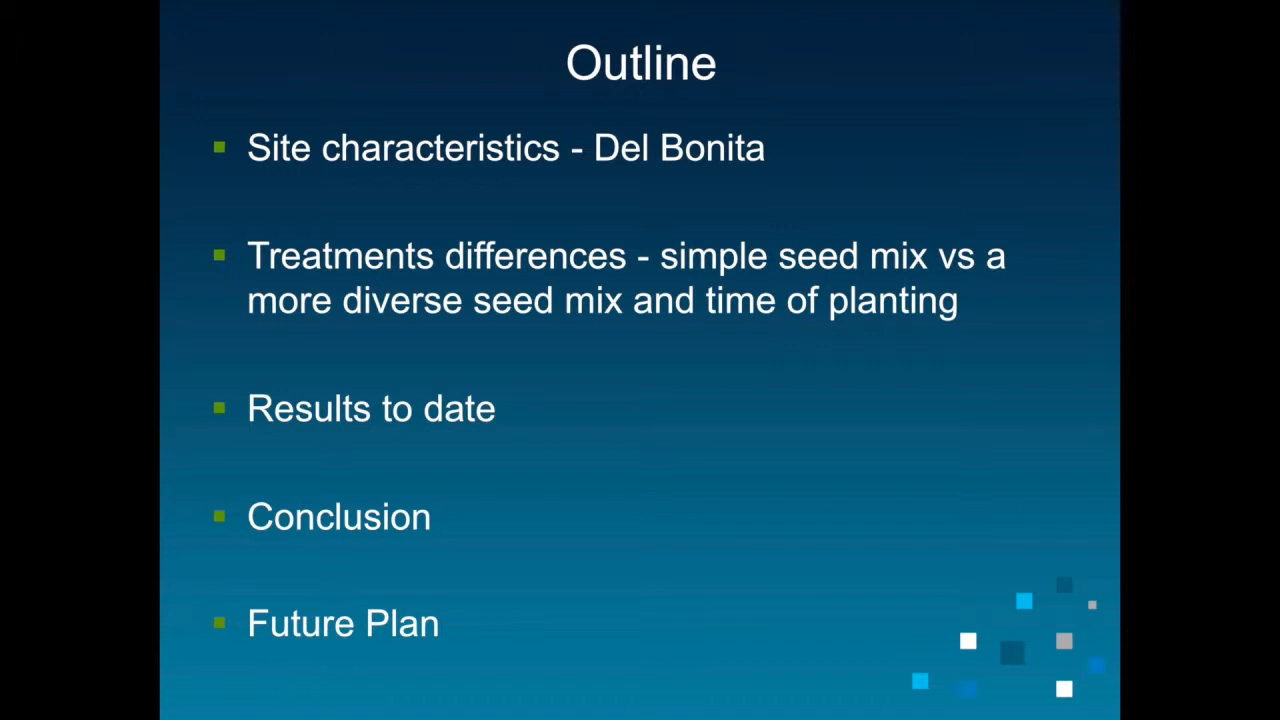 Outline
Site characteristics - Del Bonita
Treatments differences - simple seed mix vs a
more diverse seed mix and time of planting
Results to date
Conclusion
Future Plan